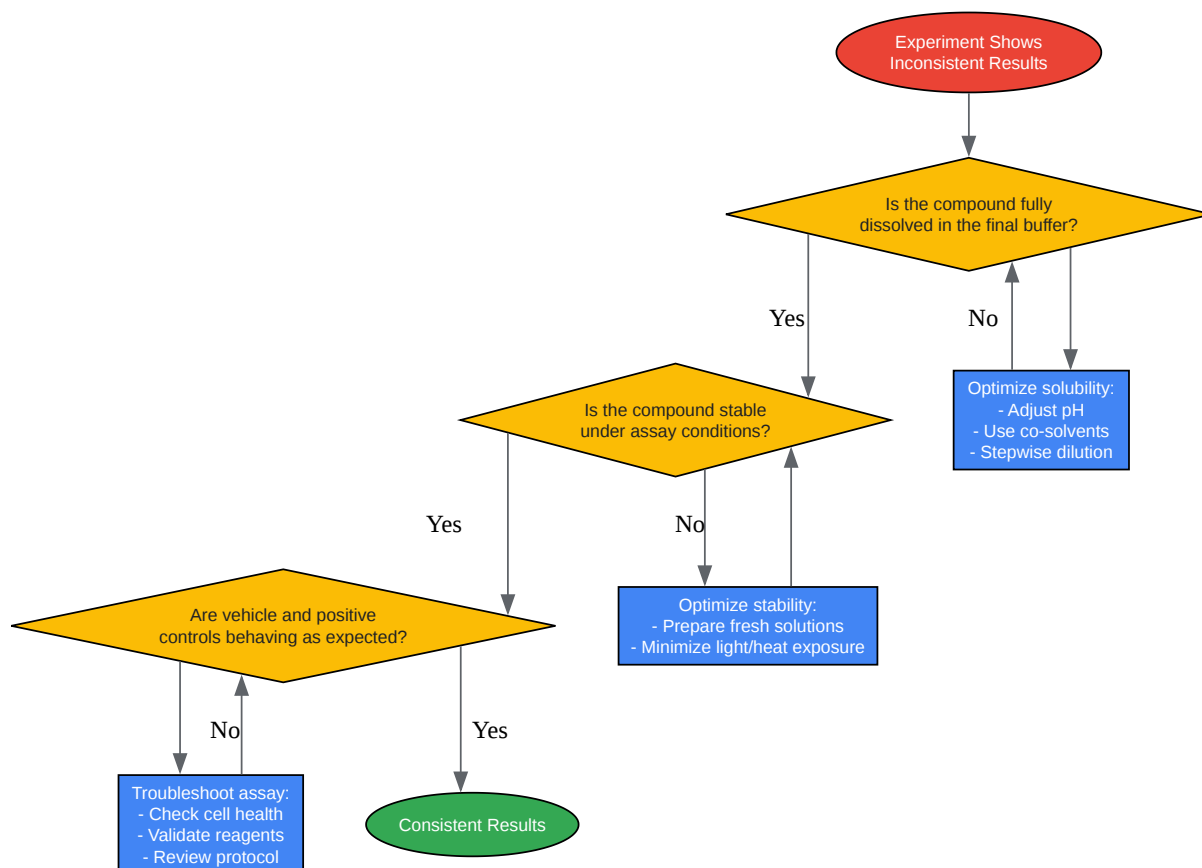 Experiment Shows
Inconsistent Results
Is the compound fully
dissolved in the final buffer?
Yes
No
Optimize solubility:
- Adjust pH
- Use co-solvents
- Stepwise dilution
Is the compound stable
under assay conditions?
Yes
No
Optimize stability:
- Prepare fresh solutions
- Minimize light/heat exposure
Are vehicle and positive
controls behaving as expected?
No
Yes
Troubleshoot assay:
- Check cell health
- Validate reagents
- Review protocol
Consistent Results